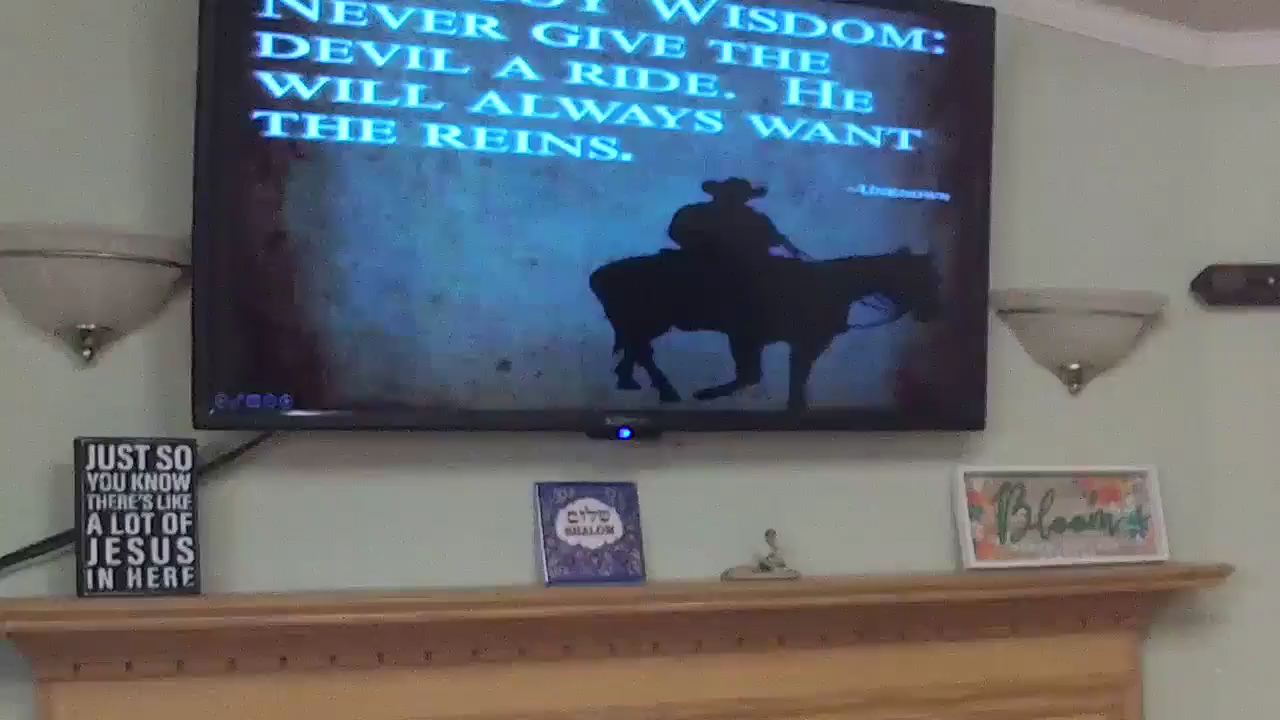 WISDOM:
NEVER GIVE THE
DEVIL A RIDE. HE
WILL ALWAYS WANT
THE REINS.
~UNKNOWN
JUST SO
YOU KNOW
THERE'S LIKE
A LOT OF
JESUS
IN HERE
שלום
SHALOM
Bloom